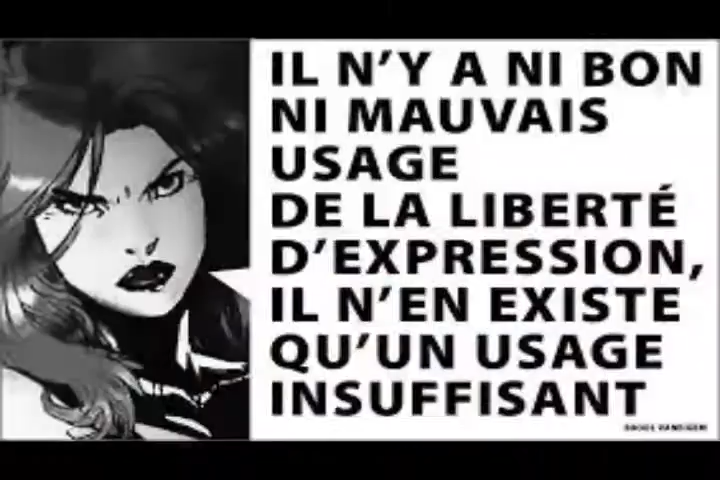 IL N'Y A NI BON
NI MAUVAIS
USAGE
DE LA LIBERTÉ
D'EXPRESSION,
IL N'EN EXISTE
QU'UN USAGE
INSUFFISANT